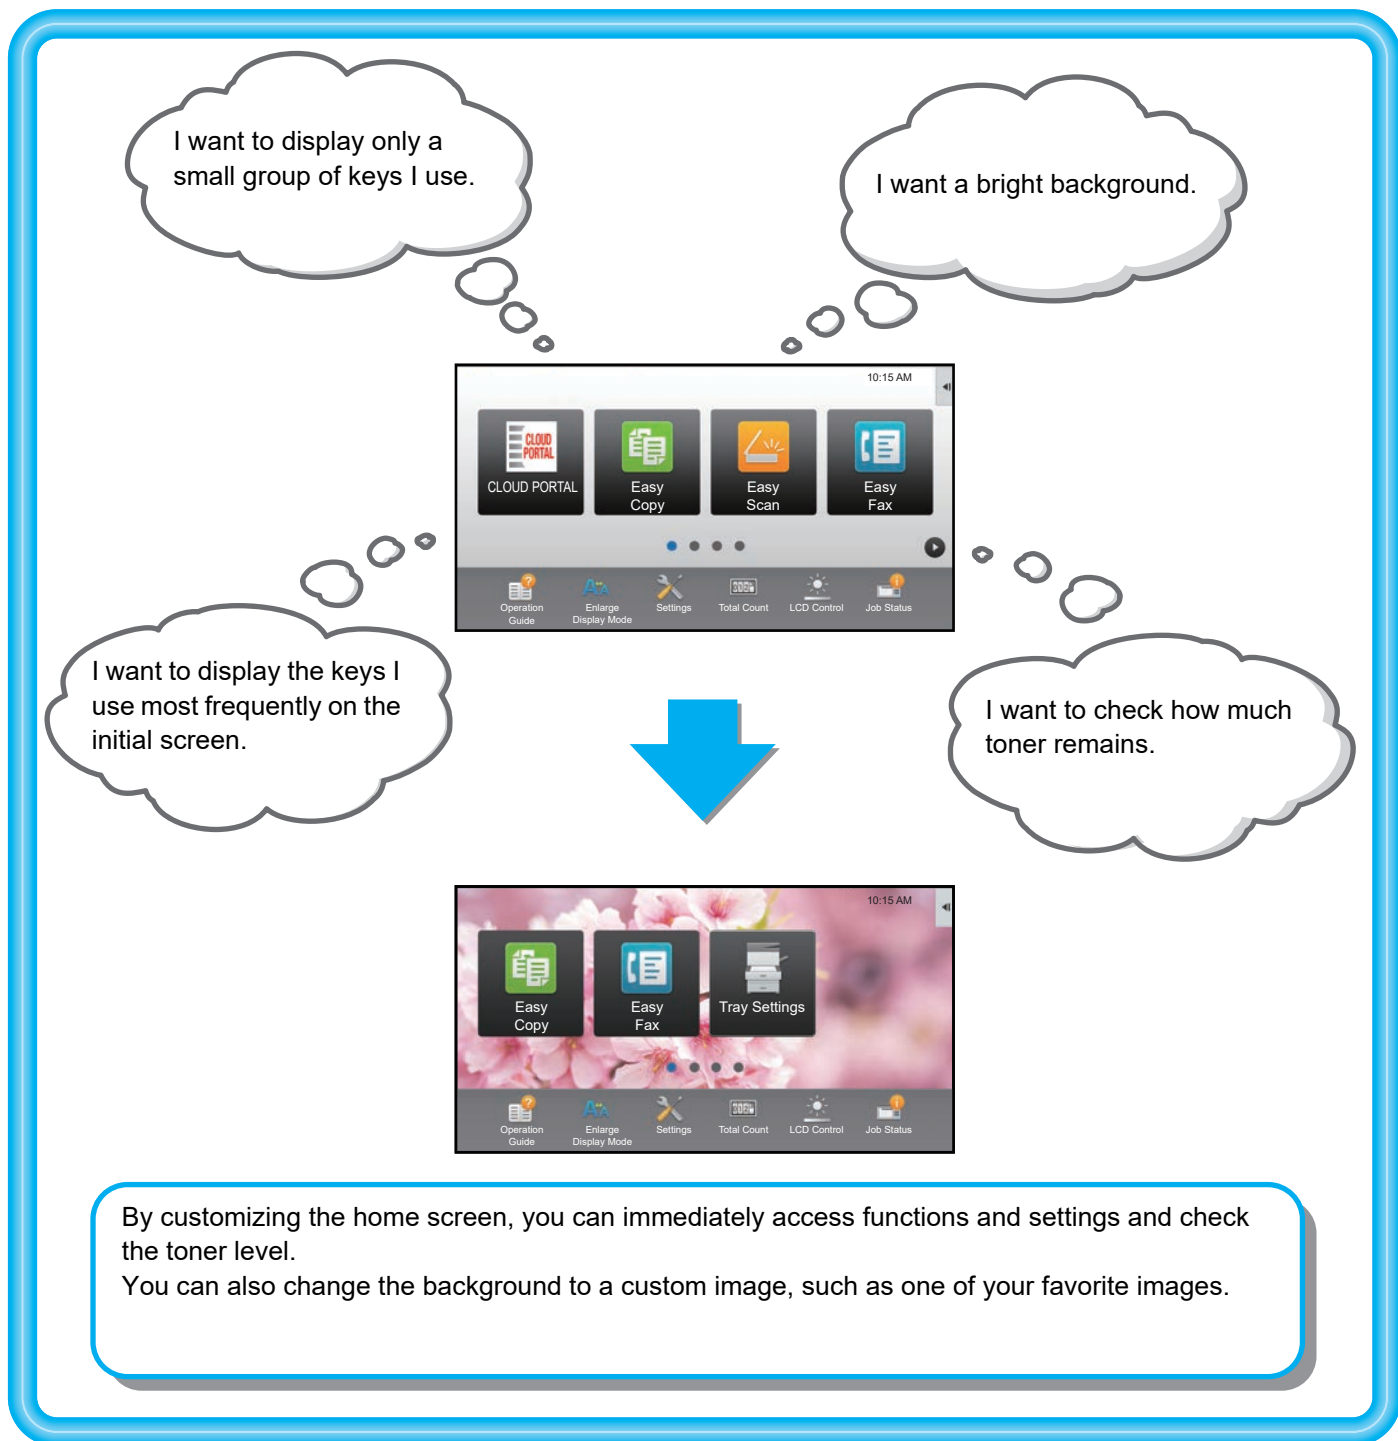 I want to display only a
small group of keys I use.
I want a bright background.
10:15 AM
CLOUD
PORTAL
CLOUD PORTAL
Easy
Copy
Easy
Scan
Easy
Fax
Operation
Guide
Enlarge
Display Mode
Settings
Total Count
LCD Control
Job Status
I want to display the keys I
use most frequently on the
initial screen.
I want to check how much
toner remains.
10:15 AM
Easy
Copy
Easy
Fax
Tray Settings
Operation
Guide
Enlarge
Display Mode
Settings
Total Count
LCD Control
Job Status
By customizing the home screen, you can immediately access functions and settings and check
the toner level.
You can also change the background to a custom image, such as one of your favorite images.